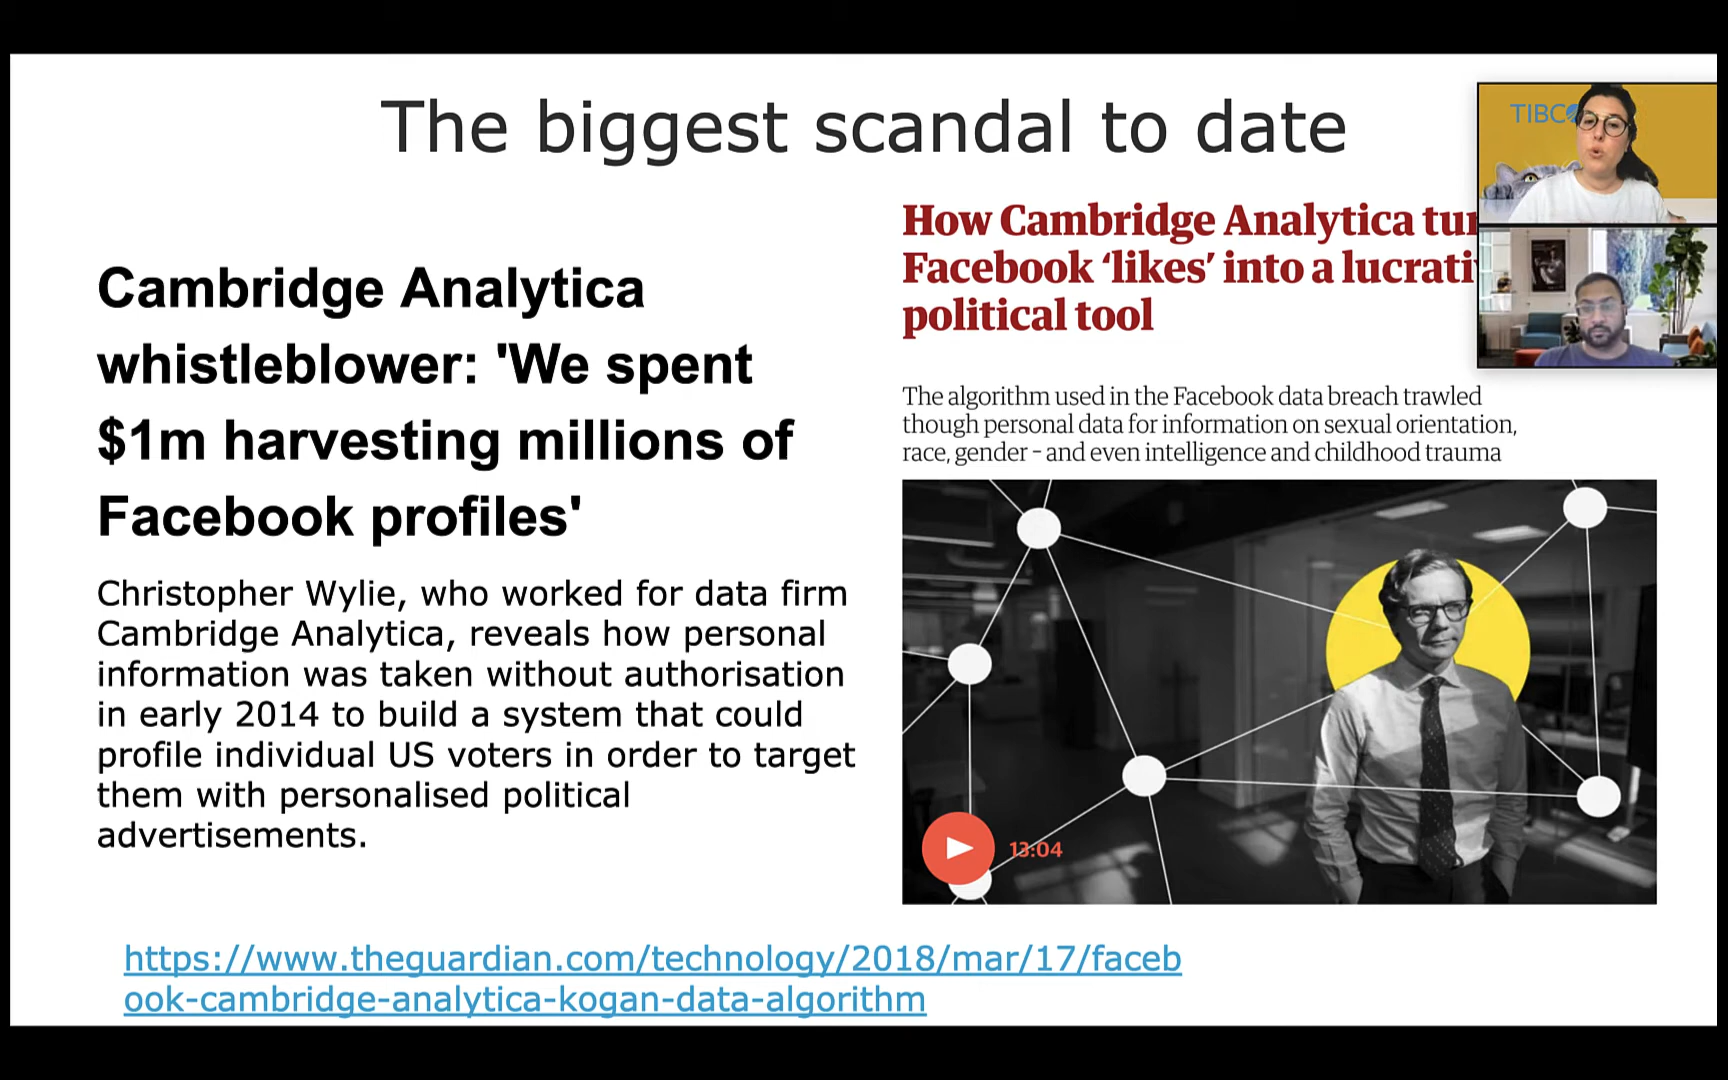 The biggest scandal to date
Cambridge Analytica
whistleblower: 'We spent
$1m harvesting millions of
Facebook profiles'
Christopher Wylie, who worked for data firm
Cambridge Analytica, reveals how personal
information was taken without authorisation
in early 2014 to build a system that could
profile individual US voters in order to target
them with personalised political
advertisements.
How Cambridge Analytica tur
Facebook ‘likes’ into a lucrati
political tool
The algorithm used in the Facebook data breach trawled
though personal data for information on sexual orientation,
race, gender – and even intelligence and childhood trauma
13:04
https://www.theguardian.com/technology/2018/mar/17/faceb
ook-cambridge-analytica-kogan-data-algorithm
TIBC